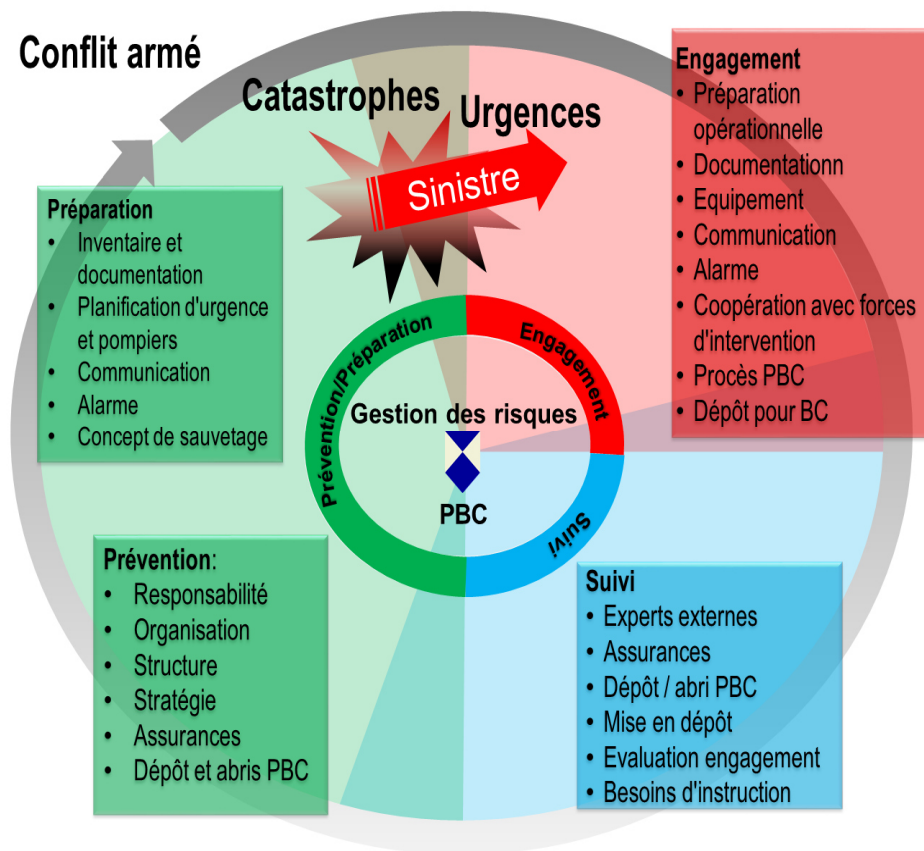 Conflit armé
Catastrophes
Urgences
Sinistre
Engagement
• Préparation
opérationnelle
• Documentationn
• Equipement
• Communication
• Alarme
• Coopération avec forces
d'intervention
• Procès PBC
• Dépôt pour BC
Préparation
• Inventaire et
documentation
• Planification d'urgence
et pompiers
• Communication
• Alarme
• Concept de sauvetage
Prévention/Préparation
Engagement
Gestion des risques
PBC
Suivi
Prévention:
• Responsabilité
• Organisation
• Structure
• Stratégie
• Assurances
• Dépôt et abris PBC
Suivi
• Experts externes
• Assurances
• Dépôt / abri PBC
• Mise en dépôt
• Evaluation engagement
• Besoins d'instruction